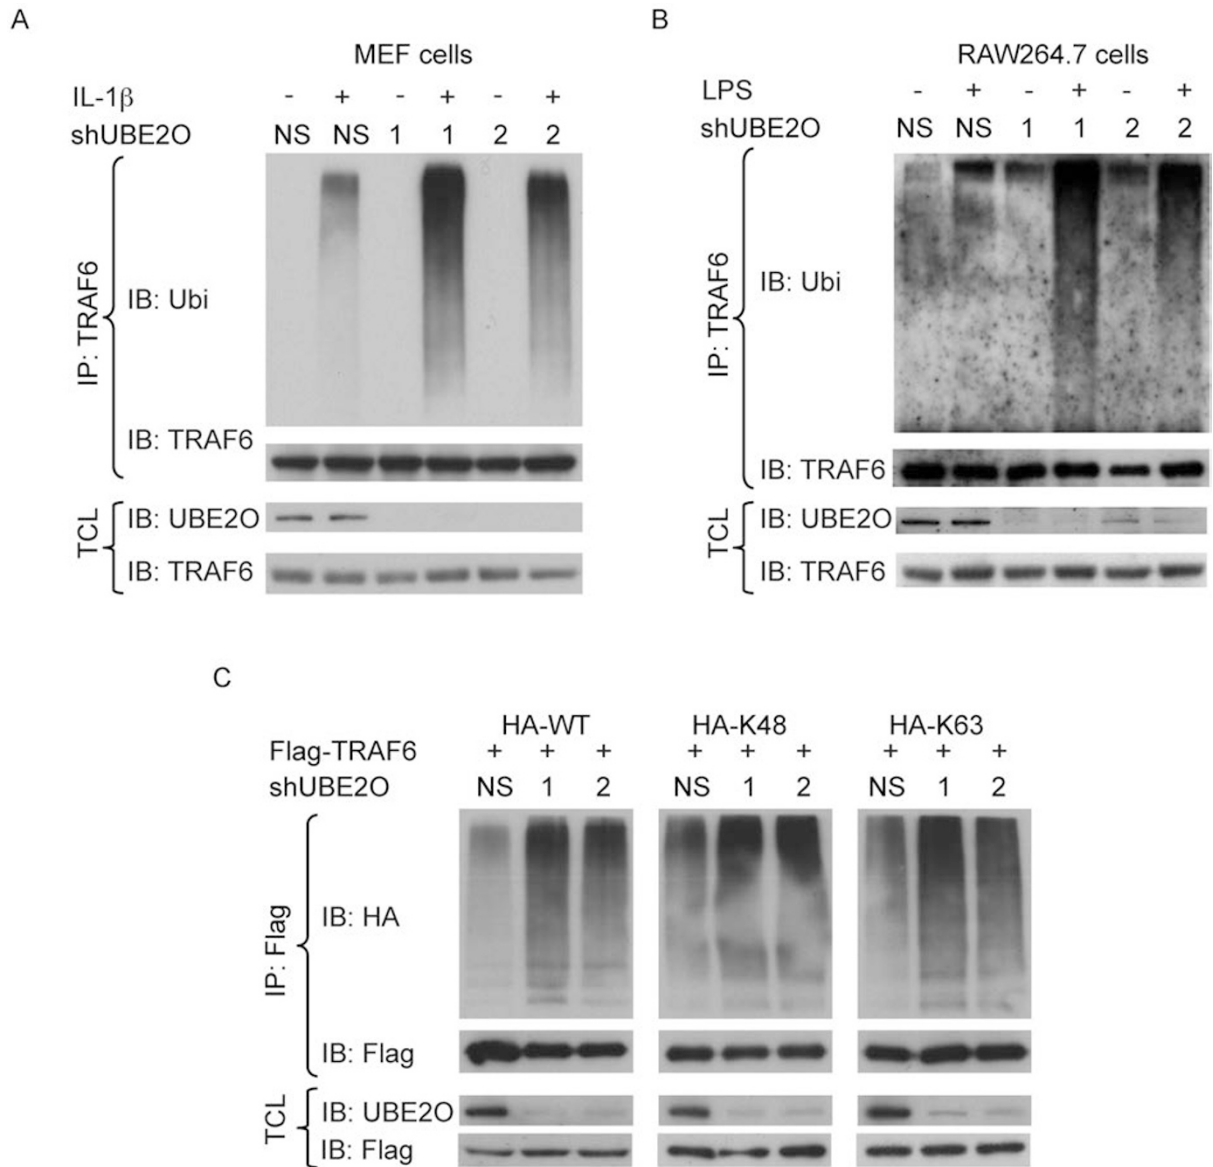 A
MEF cells
IL-1β - + - + - +
shUBE2O NS NS 1 1 2 2
IP: TRAF6
IB: Ubi
IB: TRAF6
TCL
IB: UBE2O
IB: TRAF6
B
RAW264.7 cells
LPS - + - + - +
shUBE2O NS NS 1 1 2 2
IP: TRAF6
IB: Ubi
IB: TRAF6
TCL
IB: UBE2O
IB: TRAF6
C
HA-WT HA-K48 HA-K63
Flag-TRAF6 + + + + + + + + +
shUBE2O NS 1 2 NS 1 2 NS 1 2
IP: Flag
IB: HA
IB: Flag
TCL
IB: UBE2O
IB: Flag